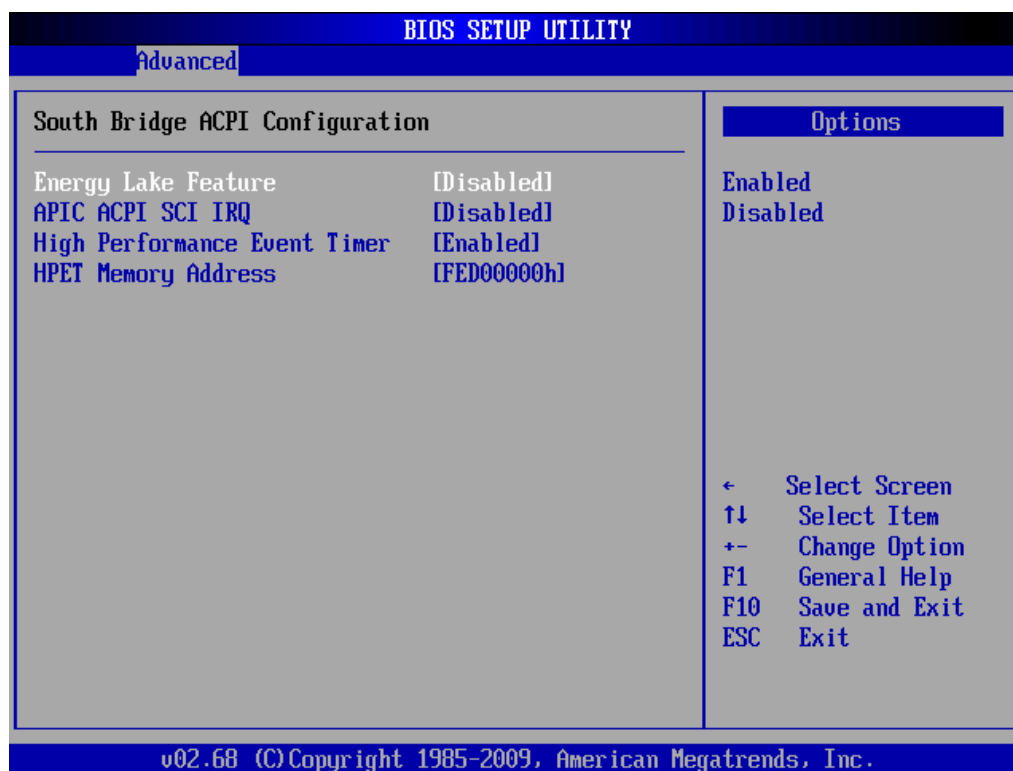 BIOS SETUP UTILITY
Advanced
South Bridge ACPI Configuration
Energy Lake Feature [Disabled]
APIC ACPI SCI IRQ [Disabled]
High Performance Event Timer [Enabled]
HPET Memory Address [FED00000h]
Options
Enabled
Disabled
← Select Screen
↑↓ Select Item
+- Change Option
F1 General Help
F10 Save and Exit
ESC Exit
v02.68 (C)Copyright 1985-2009, American Megatrends, Inc.